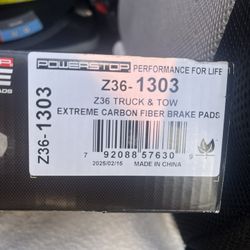 POWERSTOP PERFORMANCE FOR LIFE
Z36-1303
Z36 TRUCK & TOW
EXTREME CARBON FIBER BRAKE PADS
Z36-1303
7 92088 57630 9
2025/02/15 MADE IN CHINA
PADS